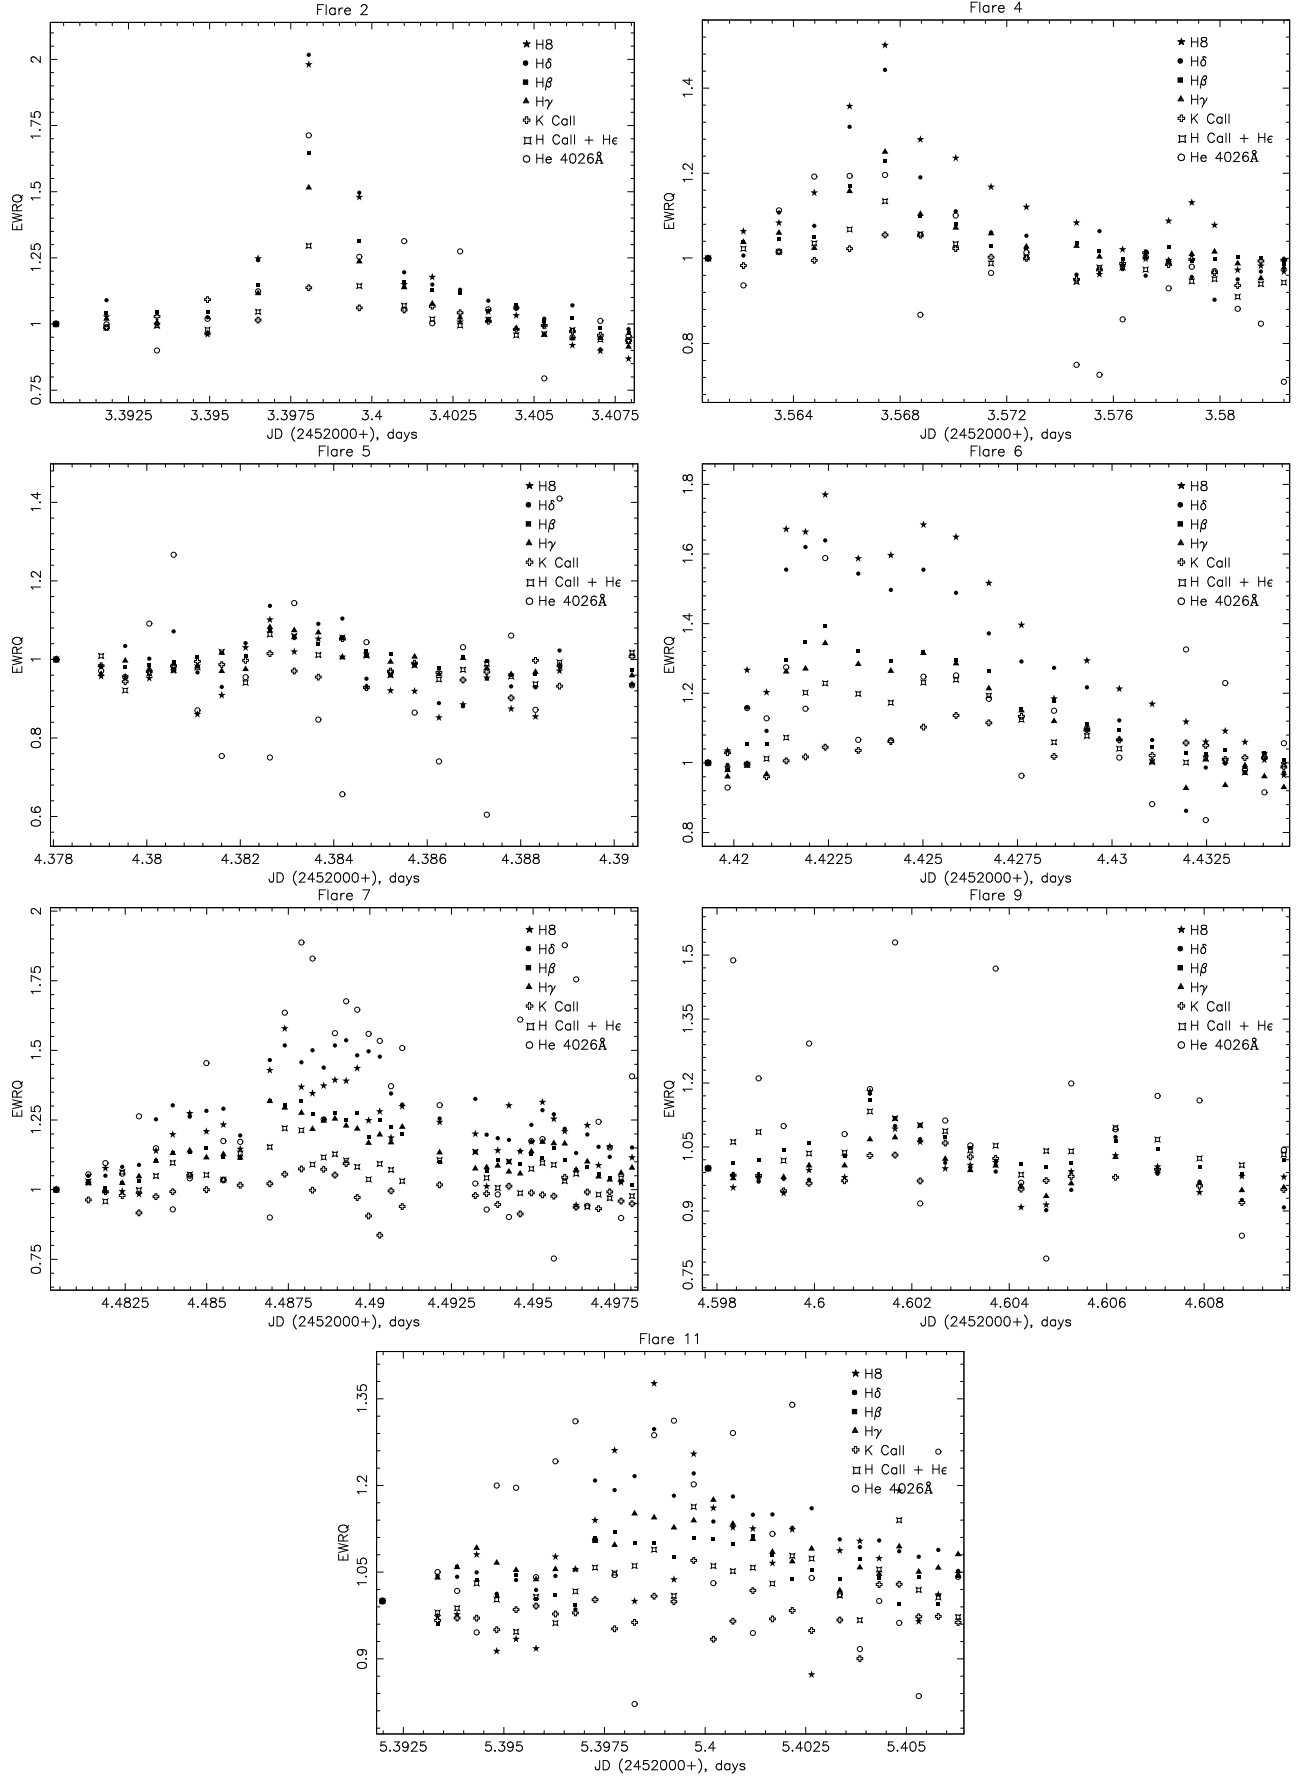 Flare 2
2
1.75
1.5
1.25
1
0.75
EWRQ
H8
Hδ
Hβ
Hγ
K CaII
H CaII + Hε
He 4026Å
3.3925 3.395 3.3975 3.4 3.4025 3.405 3.4075
JD (2452000+), days
Flare 4
1.4
1.2
1
0.8
EWRQ
H8
Hδ
Hβ
Hγ
K CaII
H CaII + Hε
He 4026Å
3.564 3.568 3.572 3.576 3.58
JD (2452000+), days
Flare 5
1.4
1.2
1
0.8
0.6
EWRQ
H8
Hδ
Hβ
Hγ
K CaII
H CaII + Hε
He 4026Å
4.378 4.38 4.382 4.384 4.386 4.388 4.39
JD (2452000+), days
Flare 6
1.8
1.6
1.4
1.2
1
0.8
EWRQ
H8
Hδ
Hβ
Hγ
K CaII
H CaII + Hε
He 4026Å
4.42 4.4225 4.425 4.4275 4.43 4.4325
JD (2452000+), days
Flare 7
2
1.75
1.5
1.25
1
0.75
EWRQ
H8
Hδ
Hβ
Hγ
K CaII
H CaII + Hε
He 4026Å
4.4825 4.485 4.4875 4.49 4.4925 4.495 4.4975
JD (2452000+), days
Flare 9
1.5
1.35
1.2
1.05
0.9
0.75
EWRQ
H8
Hδ
Hβ
Hγ
K CaII
H CaII + Hε
He 4026Å
4.598 4.6 4.602 4.604 4.606 4.608
JD (2452000+), days
Flare 11
1.35
1.2
1.05
0.9
EWRQ
H8
Hδ
Hβ
Hγ
K CaII
H CaII + Hε
He 4026Å
5.3925 5.395 5.3975 5.4 5.4025 5.405
JD (2452000+), days